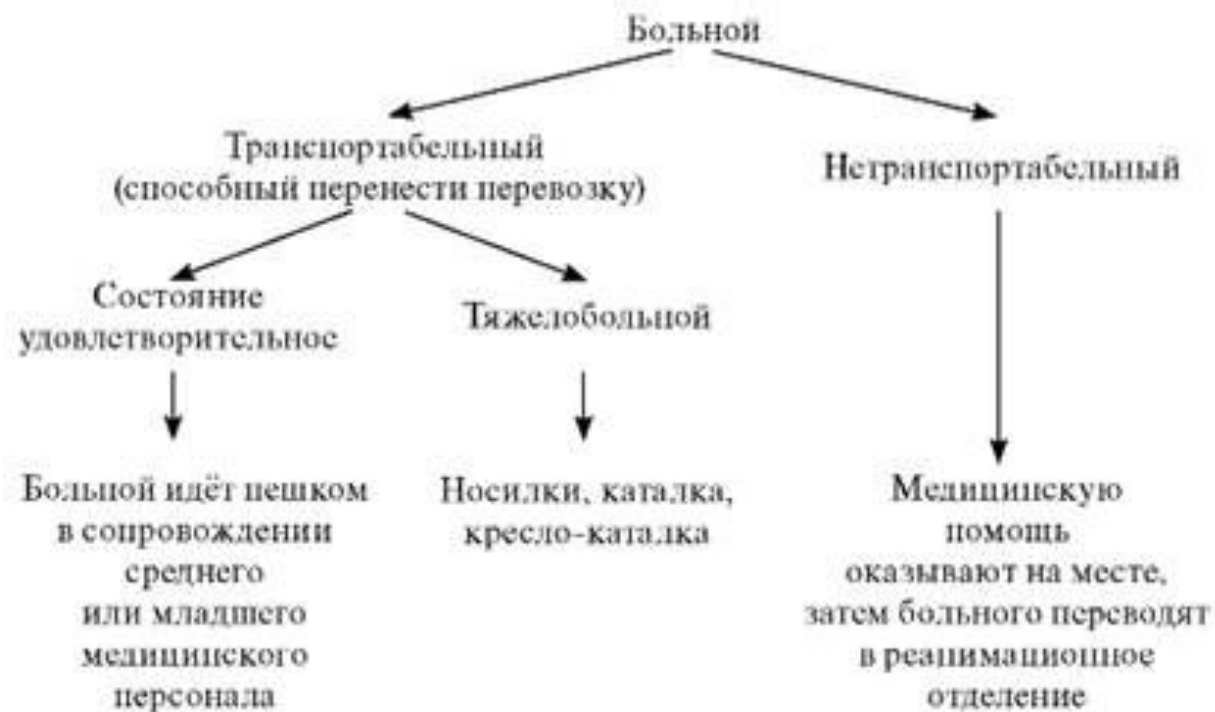 Больной
Транспортабельный
(способный перенести перевозку)
Нетранспортабельный
Состояние
удовлетворительное
Тяжелобольной
Больной идёт пешком
в сопровождении
среднего
или младшего
медицинского
персонала
Носилки, каталка,
кресло-каталка
Медицинскую
помощь
оказывают на месте,
затем больного переводят
в реанимационное
отделение